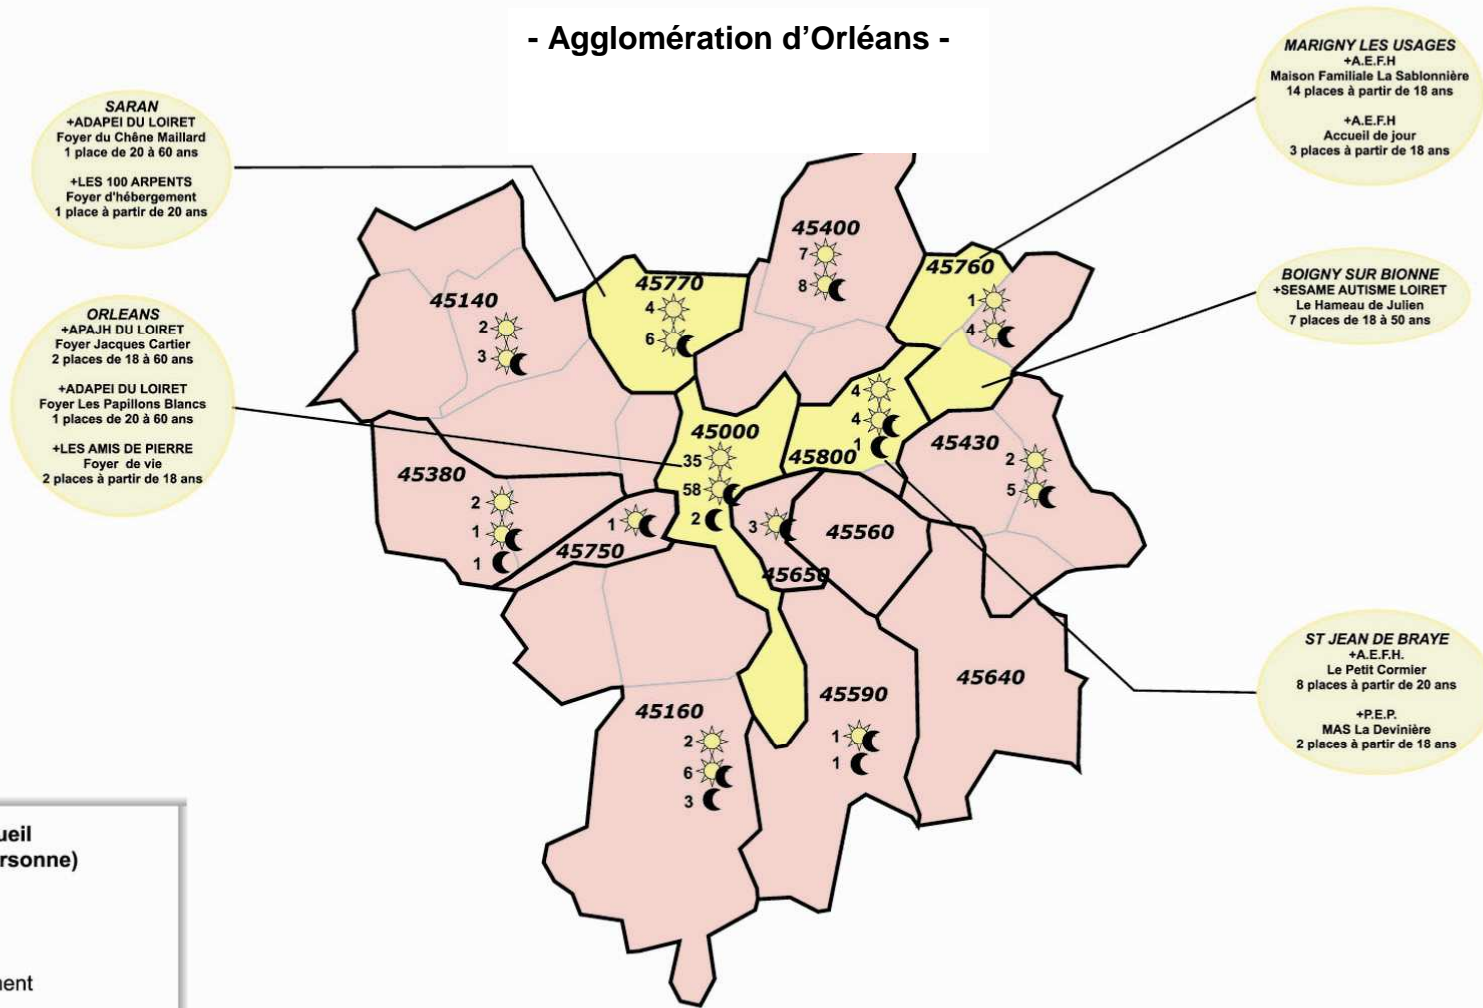 - Agglomération d'Orléans -
SARAN
+ADAPEI DU LOIRET
Foyer du Chêne Maillard
1 place de 20 à 60 ans
+LES 100 ARPENTS
Foyer d'hébergement
1 place à partir de 20 ans
MARIGNY LES USAGES
+A.E.F.H
Maison Familiale La Sablonnière
14 places à partir de 18 ans
+A.E.F.H
Accueil de jour
3 places à partir de 18 ans
ORLEANS
+APAJH DU LOIRET
Foyer Jacques Cartier
2 places de 18 à 60 ans
+ADAPEI DU LOIRET
Foyer Les Papillons Blancs
1 places de 20 à 60 ans
+LES AMIS DE PIERRE
Foyer de vie
2 places à partir de 18 ans
BOIGNY SUR BIONNE
+SESAME AUTISME LOIRET
Le Hameau de Julien
7 places de 18 à 50 ans
ST JEAN DE BRAYE
+A.E.F.H.
Le Petit Cormier
8 places à partir de 20 ans
+P.E.P.
MAS La Devinière
2 places à partir de 18 ans
45400
7
8
45760
1
4
45770
4
6
45140
2
3
45000
35
58
2
45800
4
4
1
45430
2
5
45380
2
1
1
45750
1
45650
3
45560
45640
45590
1
1
45160
2
6
3
ueil
rsonne)
nent